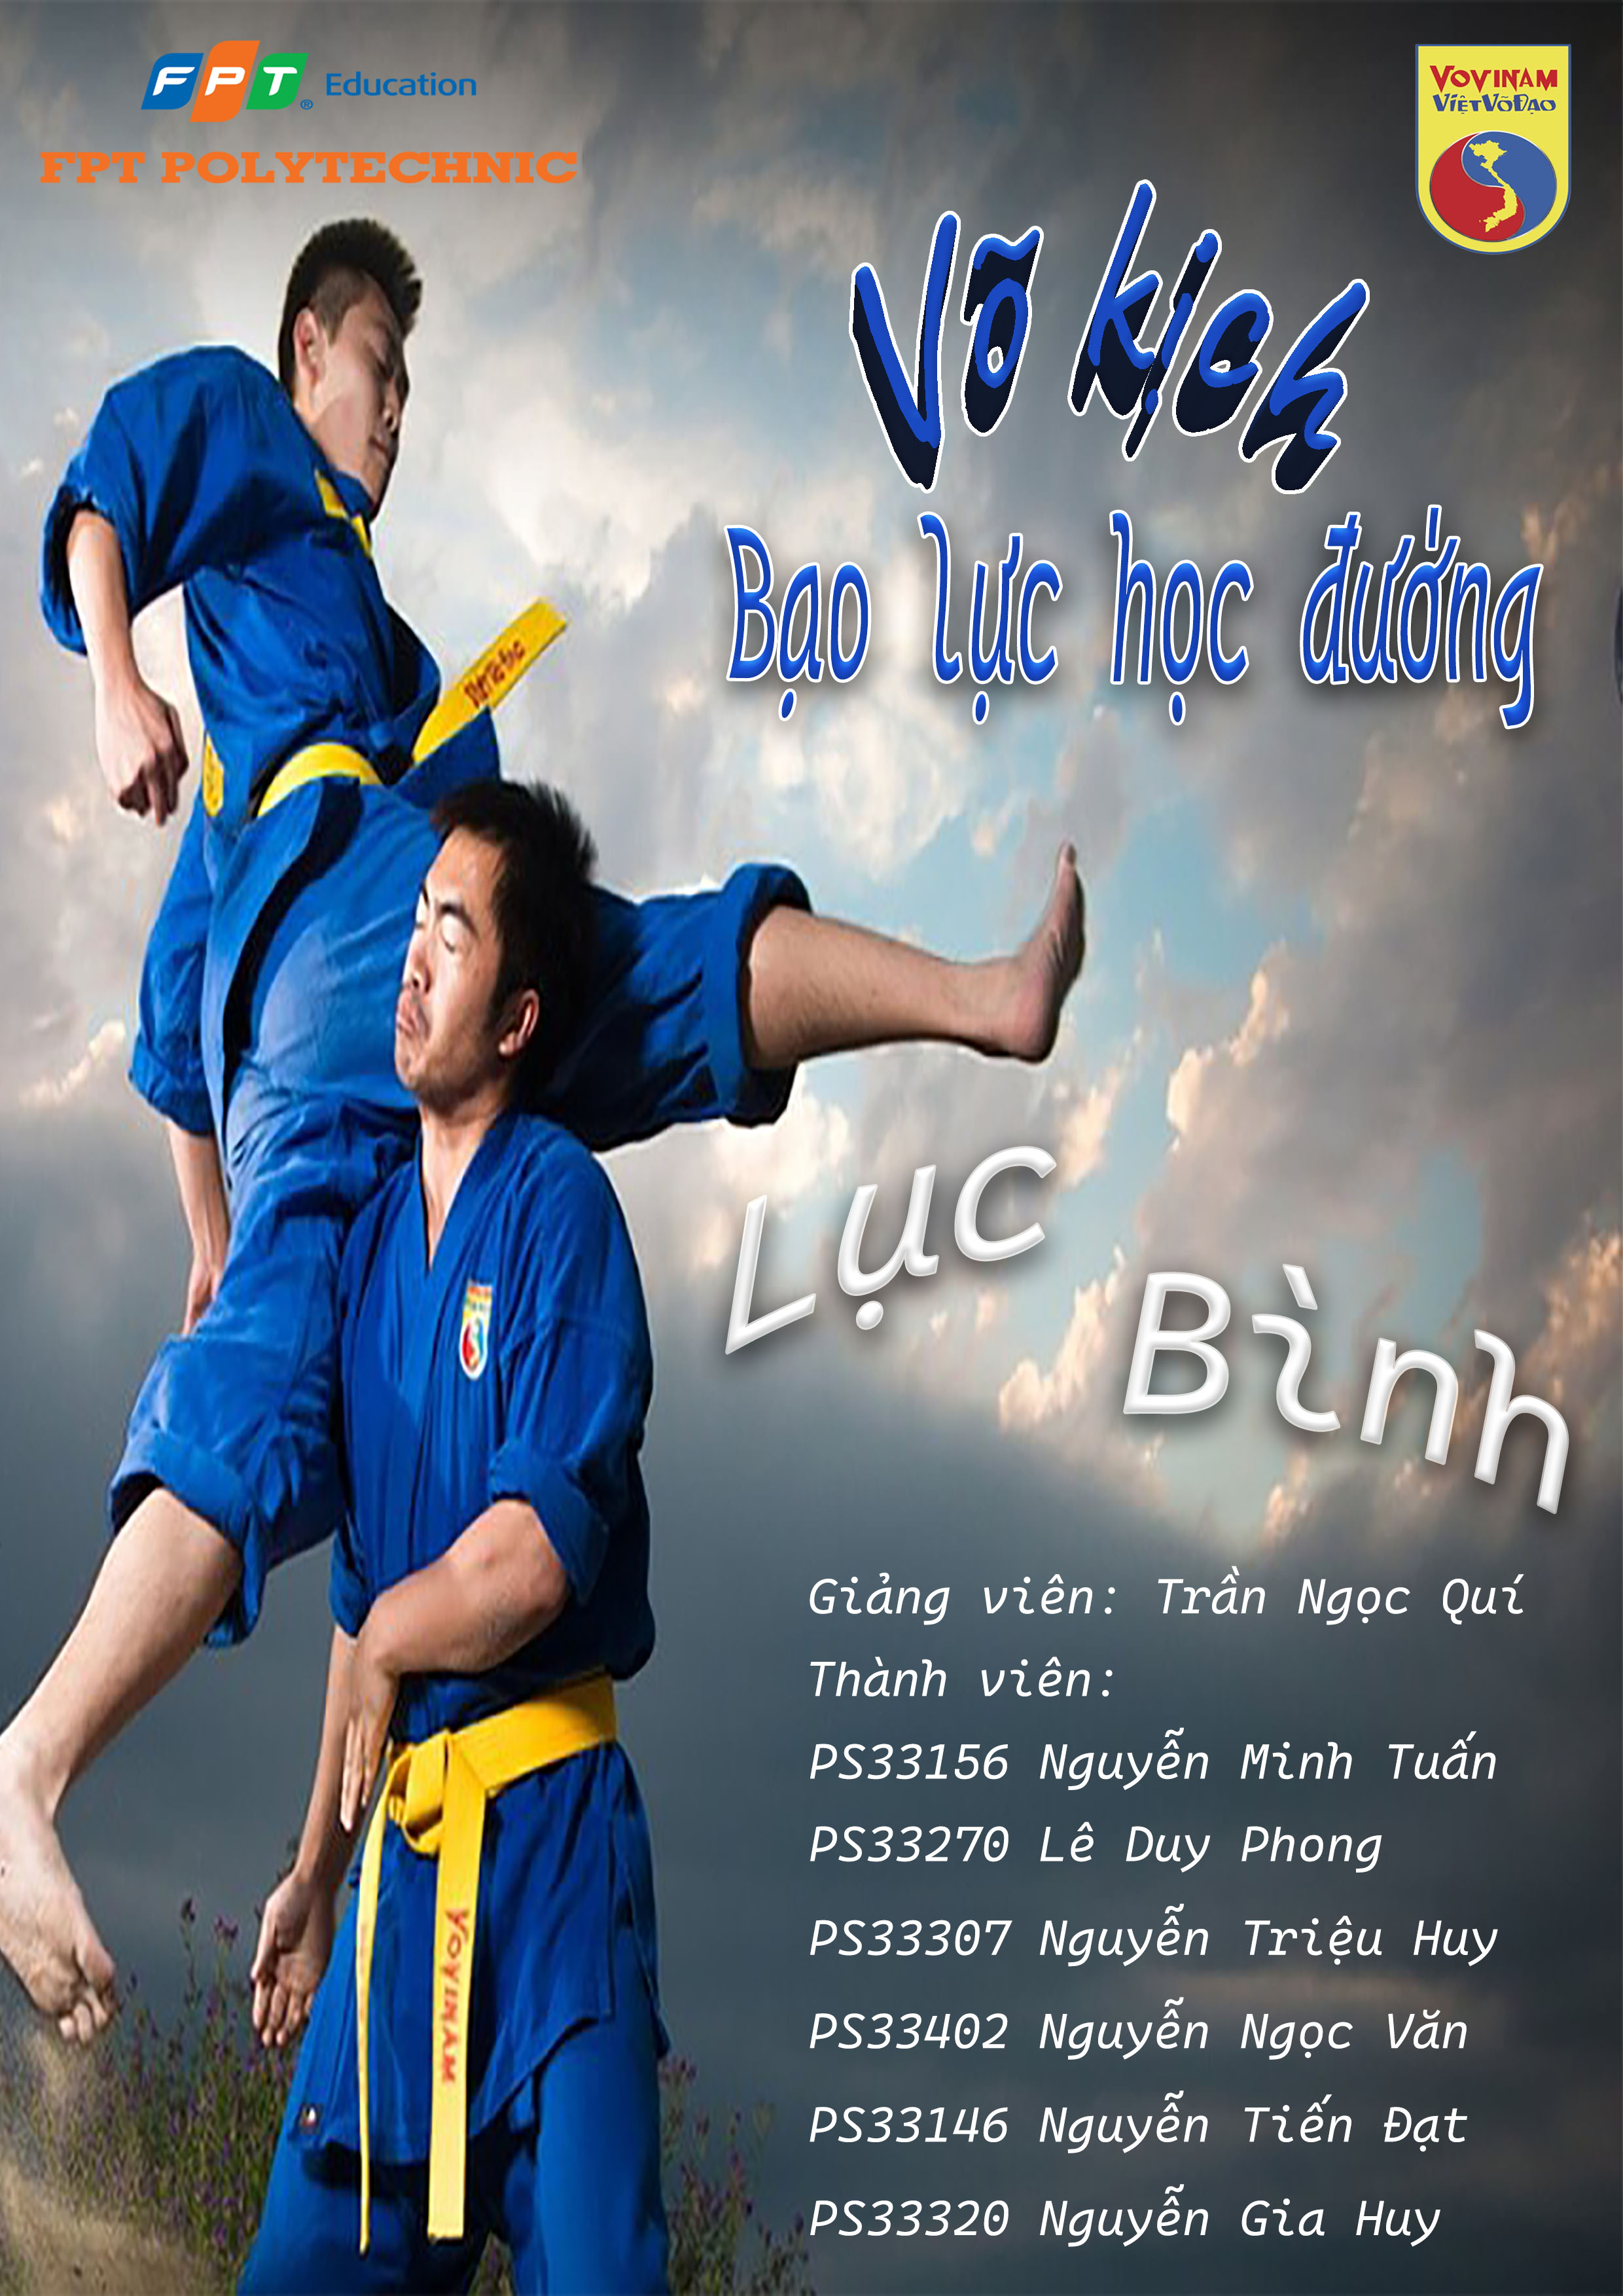 FPT Education
FPT POLYTECHNIC
VOVINAM
VIỆT VÕ ĐẠO
Võ kịch
Bạo lực học đường
Lục Bình
Giảng viên: Trần Ngọc Quí
Thành viên:
PS33156 Nguyễn Minh Tuấn
PS33270 Lê Duy Phong
PS33307 Nguyễn Triệu Huy
PS33402 Nguyễn Ngọc Văn
PS33146 Nguyễn Tiến Đạt
PS33320 Nguyễn Gia Huy
VOVINAM